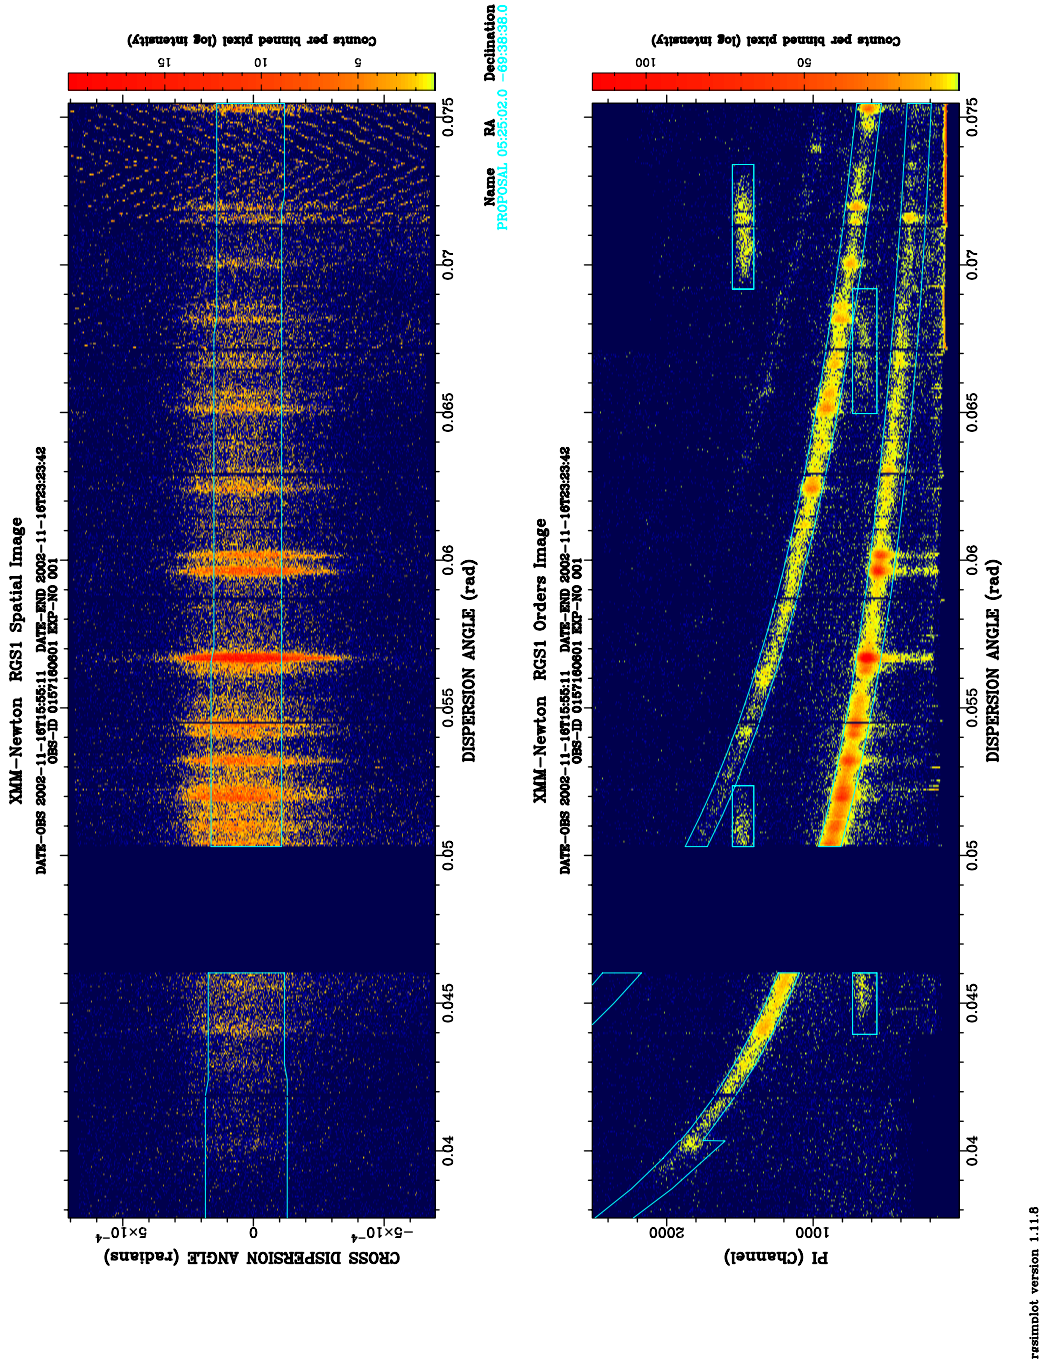 XMM-Newton RGS1 Spatial Image
DATE-OBS 2002-11-16T15:55:11 DATE-END 2002-11-16T23:23:42
OBS-ID 0157160601 EXP-NO 001
CROSS DISPERSION ANGLE (radians)
5×10⁻⁴ 0 −5×10⁻⁴
0.04 0.045 0.05 0.055 0.06 0.065 0.07 0.075
DISPERSION ANGLE (rad)
15 10 5
Counts per binned pixel (log intensity)
Name RA Declination
PROPOSAL 05:25:02.0 -69:38:38.0
XMM-Newton RGS1 Orders Image
DATE-OBS 2002-11-16T15:55:11 DATE-END 2002-11-16T23:23:42
OBS-ID 0157160601 EXP-NO 001
PI (Channel)
2000 1000
0.04 0.045 0.05 0.055 0.06 0.065 0.07 0.075
DISPERSION ANGLE (rad)
100 50
Counts per binned pixel (log intensity)
rgsimplot version 1.11.8